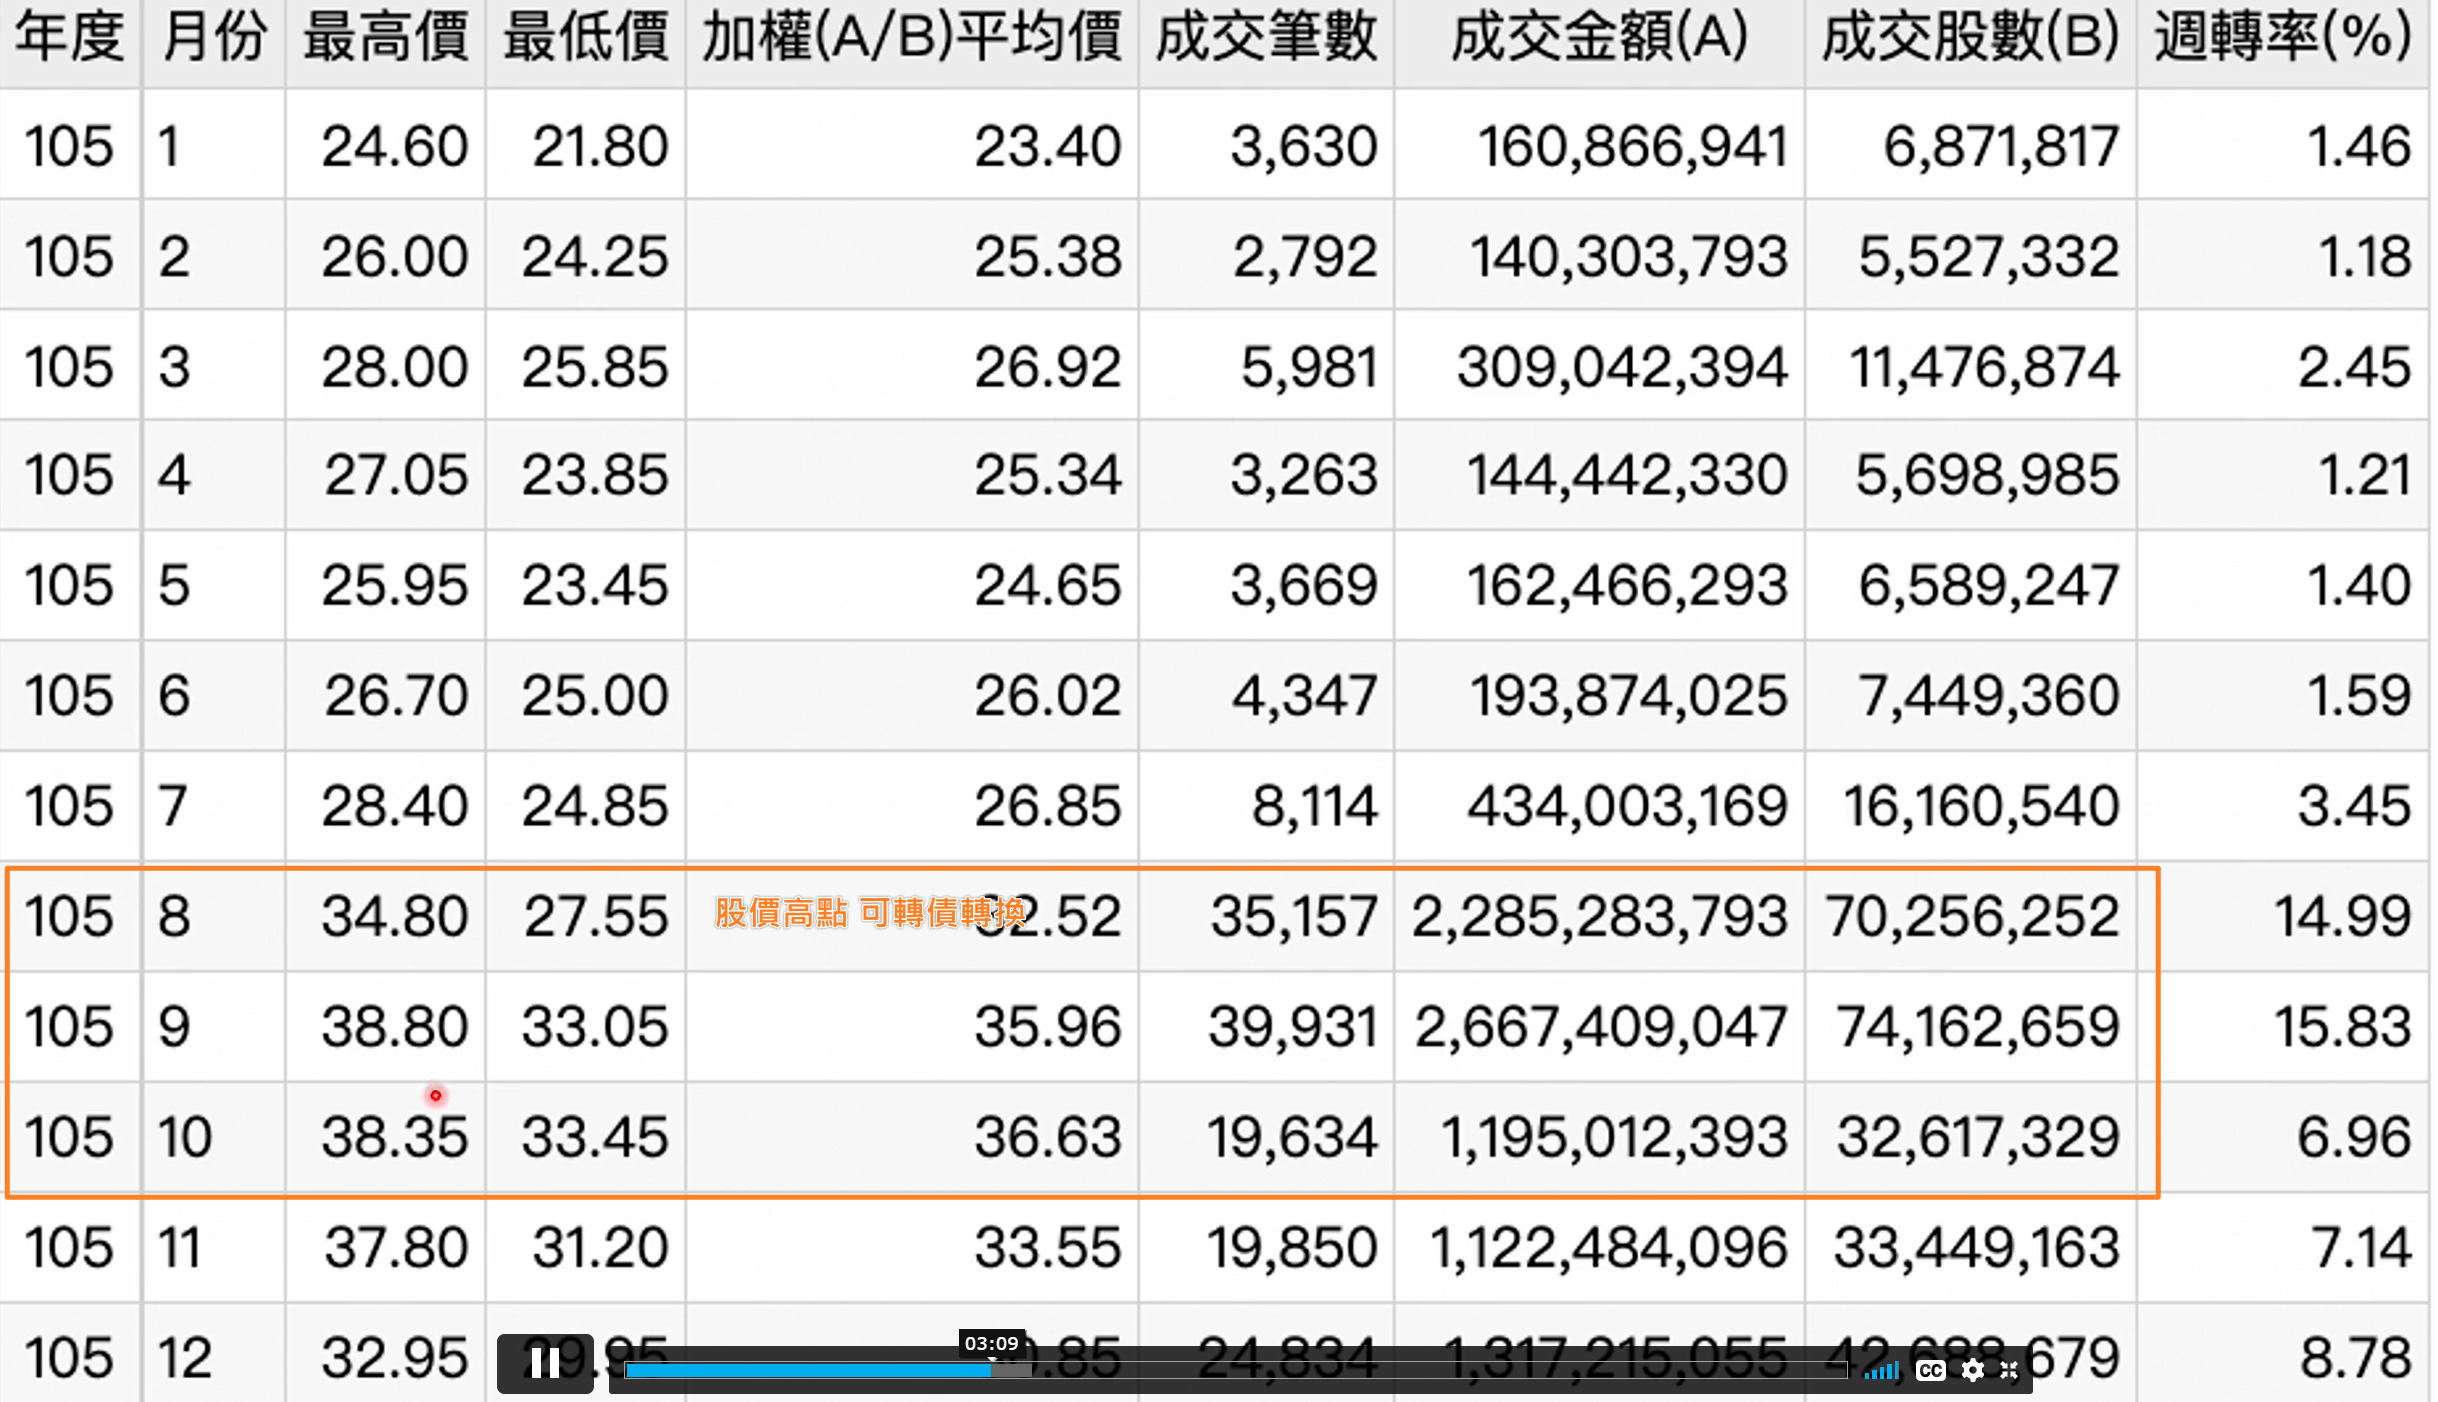 年度 月份 最高價 最低價 加權(A/B)平均價 成交筆數 成交金額(A) 成交股數(B) 週轉率(%)
105 1 24.60 21.80 23.40 3,630 160,866,941 6,871,817 1.46
105 2 26.00 24.25 25.38 2,792 140,303,793 5,527,332 1.18
105 3 28.00 25.85 26.92 5,981 309,042,394 11,476,874 2.45
105 4 27.05 23.85 25.34 3,263 144,442,330 5,698,985 1.21
105 5 25.95 23.45 24.65 3,669 162,466,293 6,589,247 1.40
105 6 26.70 25.00 26.02 4,347 193,874,025 7,449,360 1.59
105 7 28.40 24.85 26.85 8,114 434,003,169 16,160,540 3.45
105 8 34.80 27.55 股價高點 可轉債轉換 32.52 35,157 2,285,283,793 70,256,252 14.99
105 9 38.80 33.05 35.96 39,931 2,667,409,047 74,162,659 15.83
105 10 38.35 33.45 36.63 19,634 1,195,012,393 32,617,329 6.96
105 11 37.80 31.20 33.55 19,850 1,122,484,096 33,449,163 7.14
105 12 32.95 29.95 24,834 1,317,215,055 42,688,679 8.78
03:09
CC